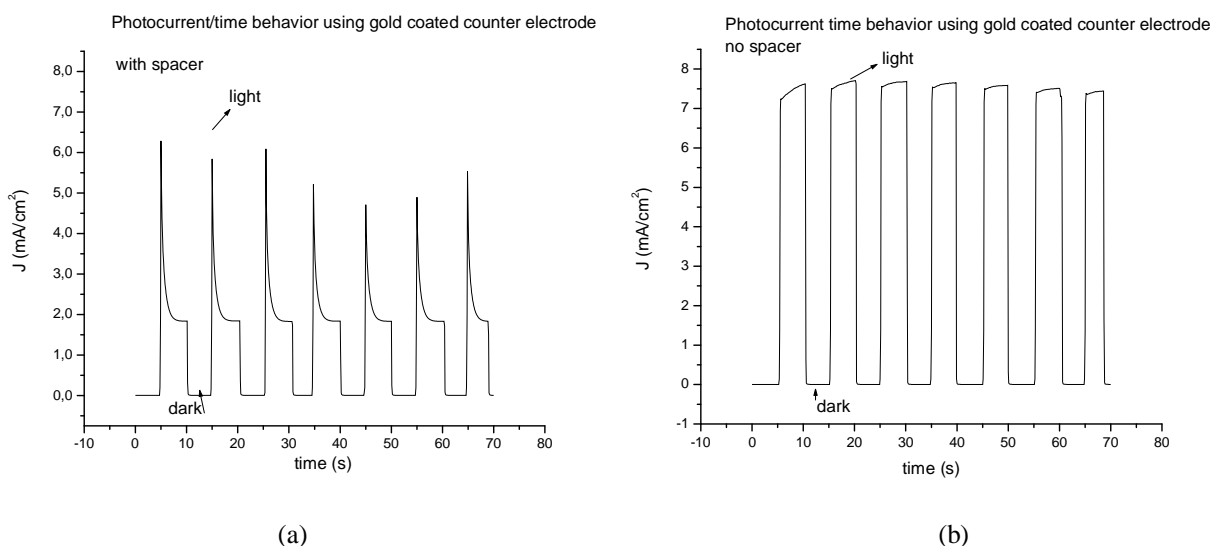 Photocurrent/time behavior using gold coated counter electrode
with spacer
light
dark
8,0
7,0
6,0
5,0
4,0
3,0
2,0
1,0
0,0
J (mA/cm²)
-10 0 10 20 30 40 50 60 70 80
time (s)
(a)
Photocurrent time behavior using gold coated counter electrode
no spacer
light
dark
8
7
6
5
4
3
2
1
0
-1
J (mA/cm²)
-10 0 10 20 30 40 50 60 70 80
time (s)
(b)